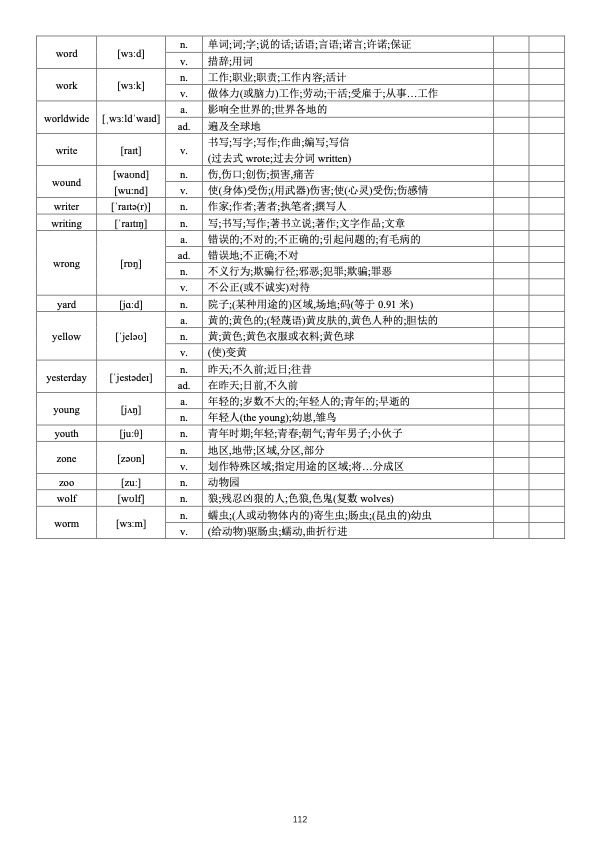 word [wɜːd] n. 单词;词;字;说的话;话语;言语;诺言;许诺;保证
v. 措辞;用词
work [wɜːk] n. 工作;职业;职责;工作内容;活计
v. 做体力(或脑力)工作;劳动;干活;受雇于;从事…工作
worldwide [ˌwɜːldˈwaɪd] a. 影响全世界的;世界各地的
ad. 遍及全球地
write [raɪt] v. 书写;写字;写作;作曲;编写;写信
(过去式 wrote;过去分词 written)
wound [waʊnd] n. 伤,伤口;创伤;损害,痛苦
[wuːnd] v. 使(身体)受伤;(用武器)伤害;使(心灵)受伤;伤感情
writer [ˈraɪtə(r)] n. 作家;作者;著者;执笔者;撰写人
writing [ˈraɪtɪŋ] n. 写;书写;写作;著书立说;著作;文字作品;文章
wrong [rɒŋ] a. 错误的;不对的;不正确的;引起问题的;有毛病的
ad. 错误地;不正确;不对
n. 不义行为;欺骗行径;邪恶;犯罪;欺骗;罪恶
v. 不公正(或不诚实)对待
yard [jɑːd] n. 院子;(某种用途的)区域,场地;码(等于 0.91 米)
yellow [ˈjeləʊ] a. 黄的;黄色的;(轻蔑语)黄皮肤的,黄色人种的;胆怯的
n. 黄;黄色;黄色衣服或衣料;黄色球
v. (使)变黄
yesterday [ˈjestədeɪ] n. 昨天;不久前;近日;往昔
ad. 在昨天;日前,不久前
young [jʌŋ] a. 年轻的;岁数不大的;年轻人的;青年的;早逝的
n. 年轻人(the young);幼崽,雏鸟
youth [juːθ] n. 青年时期;年轻;青春;朝气;青年男子;小伙子
zone [zəʊn] n. 地区,地带;区域,分区,部分
v. 划作特殊区域;指定用途的区域;将…分成区
zoo [zuː] n. 动物园
wolf [wʊlf] n. 狼;残忍凶狠的人;色狼,色鬼(复数 wolves)
worm [wɜːm] n. 蠕虫;(人或动物体内的)寄生虫;肠虫;(昆虫的)幼虫
v. (给动物)驱肠虫;蠕动,曲折行进
112